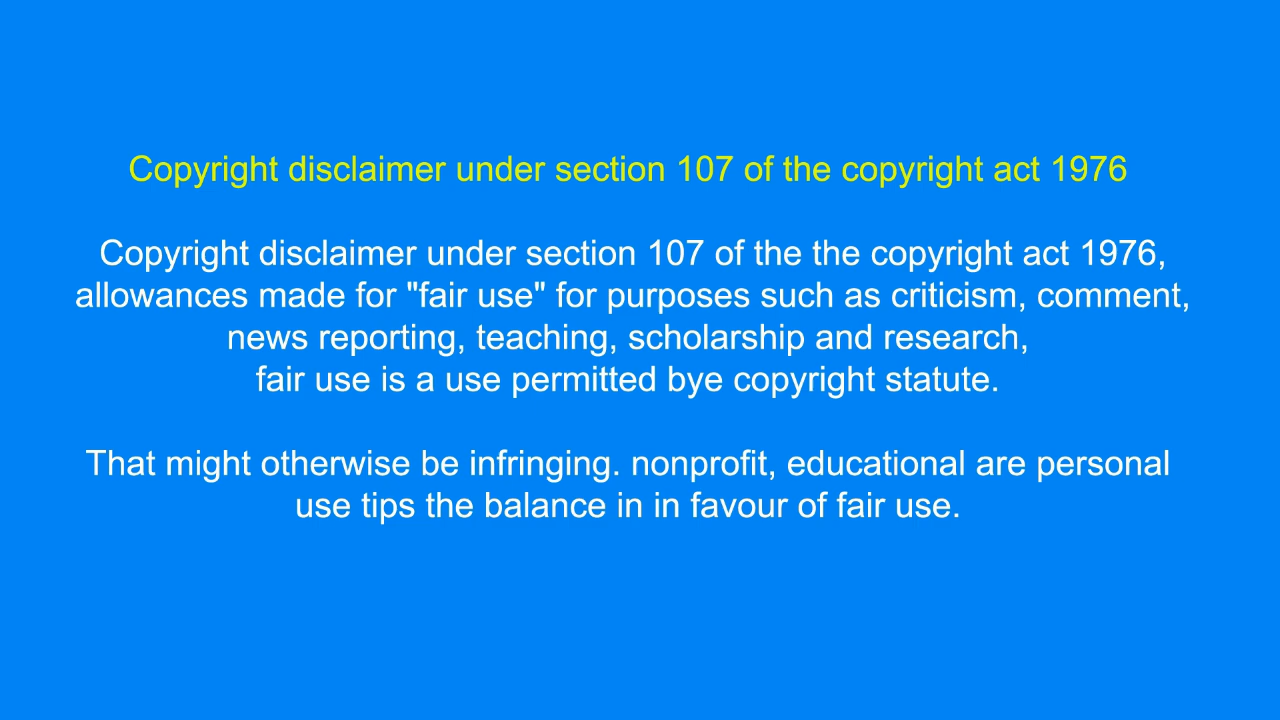 Copyright disclaimer under section 107 of the copyright act 1976
Copyright disclaimer under section 107 of the the copyright act 1976,
allowances made for "fair use" for purposes such as criticism, comment,
news reporting, teaching, scholarship and research,
fair use is a use permitted bye copyright statute.
That might otherwise be infringing. nonprofit, educational are personal
use tips the balance in in favour of fair use.